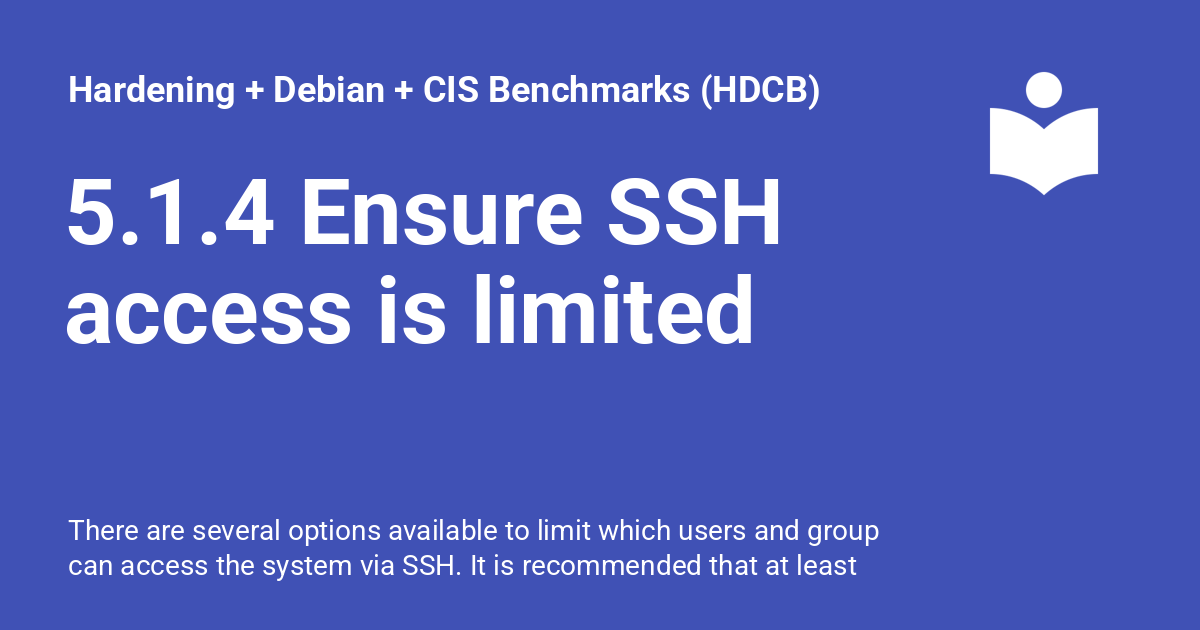 Hardening + Debian + CIS Benchmarks (HDCB)
5.1.4 Ensure SSH
access is limited
There are several options available to limit which users and group
can access the system via SSH. It is recommended that at least